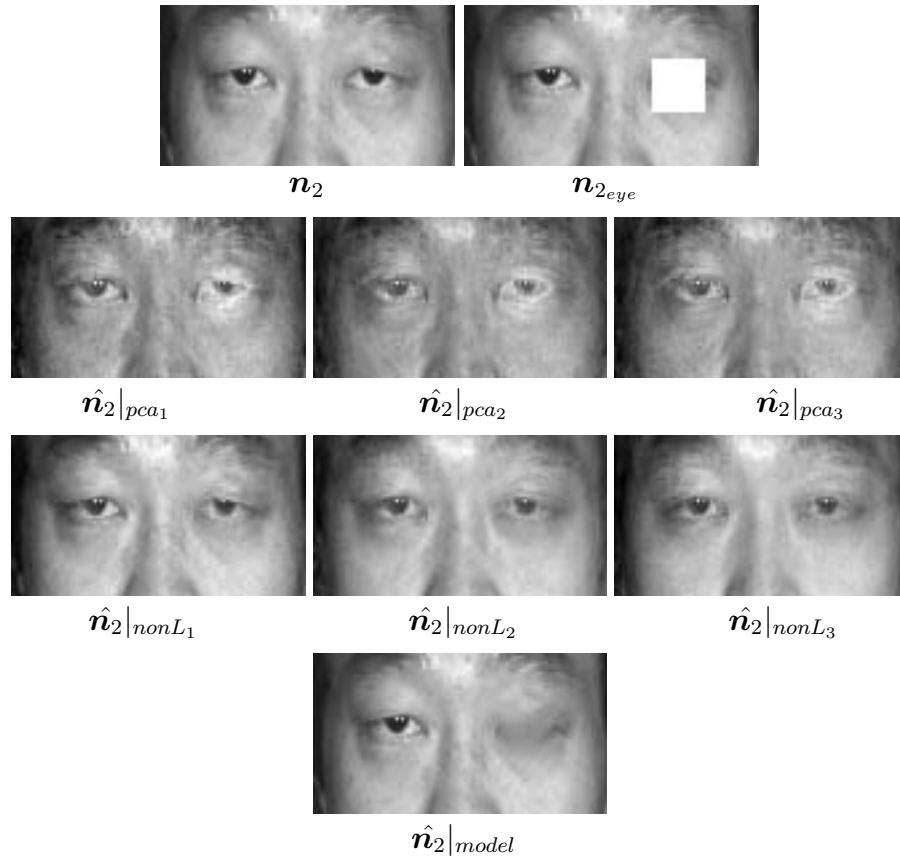 n₂ n₂ₑyₑ
n̂₂|pca₁ n̂₂|pca₂ n̂₂|pca₃
n̂₂|nonL₁ n̂₂|nonL₂ n̂₂|nonL₃
n̂₂|model